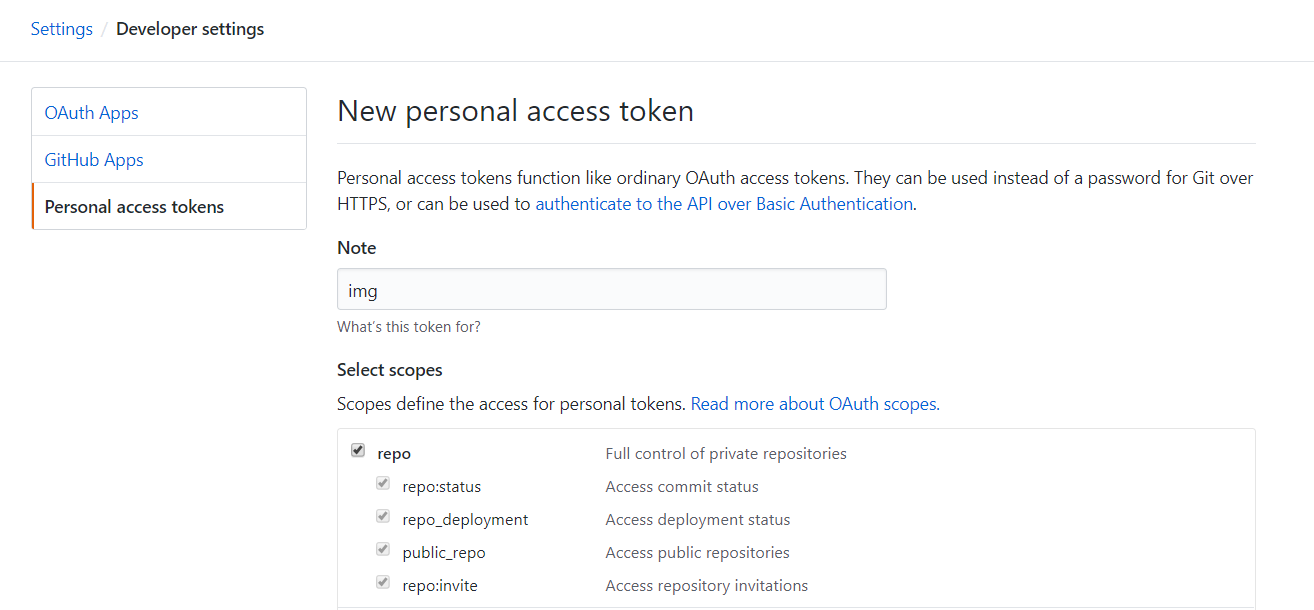 Settings / Developer settings
OAuth Apps
GitHub Apps
Personal access tokens
New personal access token
Personal access tokens function like ordinary OAuth access tokens. They can be used instead of a password for Git over
HTTPS, or can be used to authenticate to the API over Basic Authentication.
Note
img
What's this token for?
Select scopes
Scopes define the access for personal tokens. Read more about OAuth scopes.
repo Full control of private repositories
repo:status Access commit status
repo_deployment Access deployment status
public_repo Access public repositories
repo:invite Access repository invitations